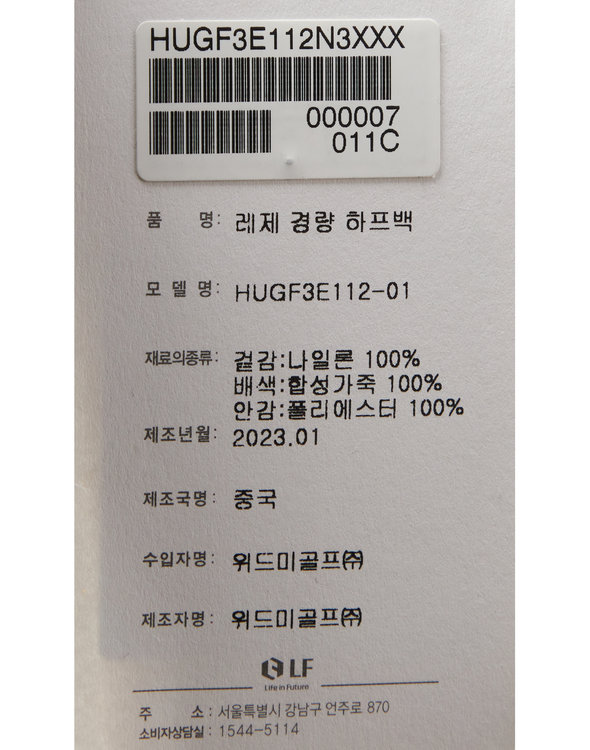 HUGF3E112N3XXX
000007
011C
품 명: 레제 경량 하프백
모 델 명: HUGF3E112-01
재료의종류: 겉감:나일론 100%
배색:합성가죽 100%
안감:폴리에스터 100%
제조년월: 2023.01
제조국명: 중국
수입자명: 위드미골프㈜
제조자명: 위드미골프㈜
LF
Life in Future
주 소: 서울특별시 강남구 언주로 870
소비자상담실: 1544-5114